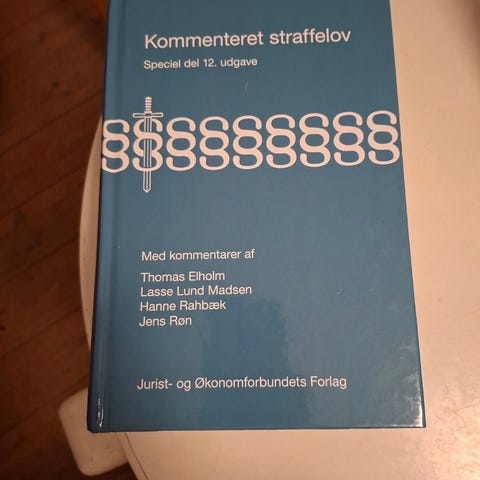 Kommenteret straffelov
Speciel del 12. udgave
§§§§§§§§§
Med kommentarer af
Thomas Elholm
Lasse Lund Madsen
Hanne Rahbæk
Jens Røn
Jurist- og Økonomforbundets Forlag